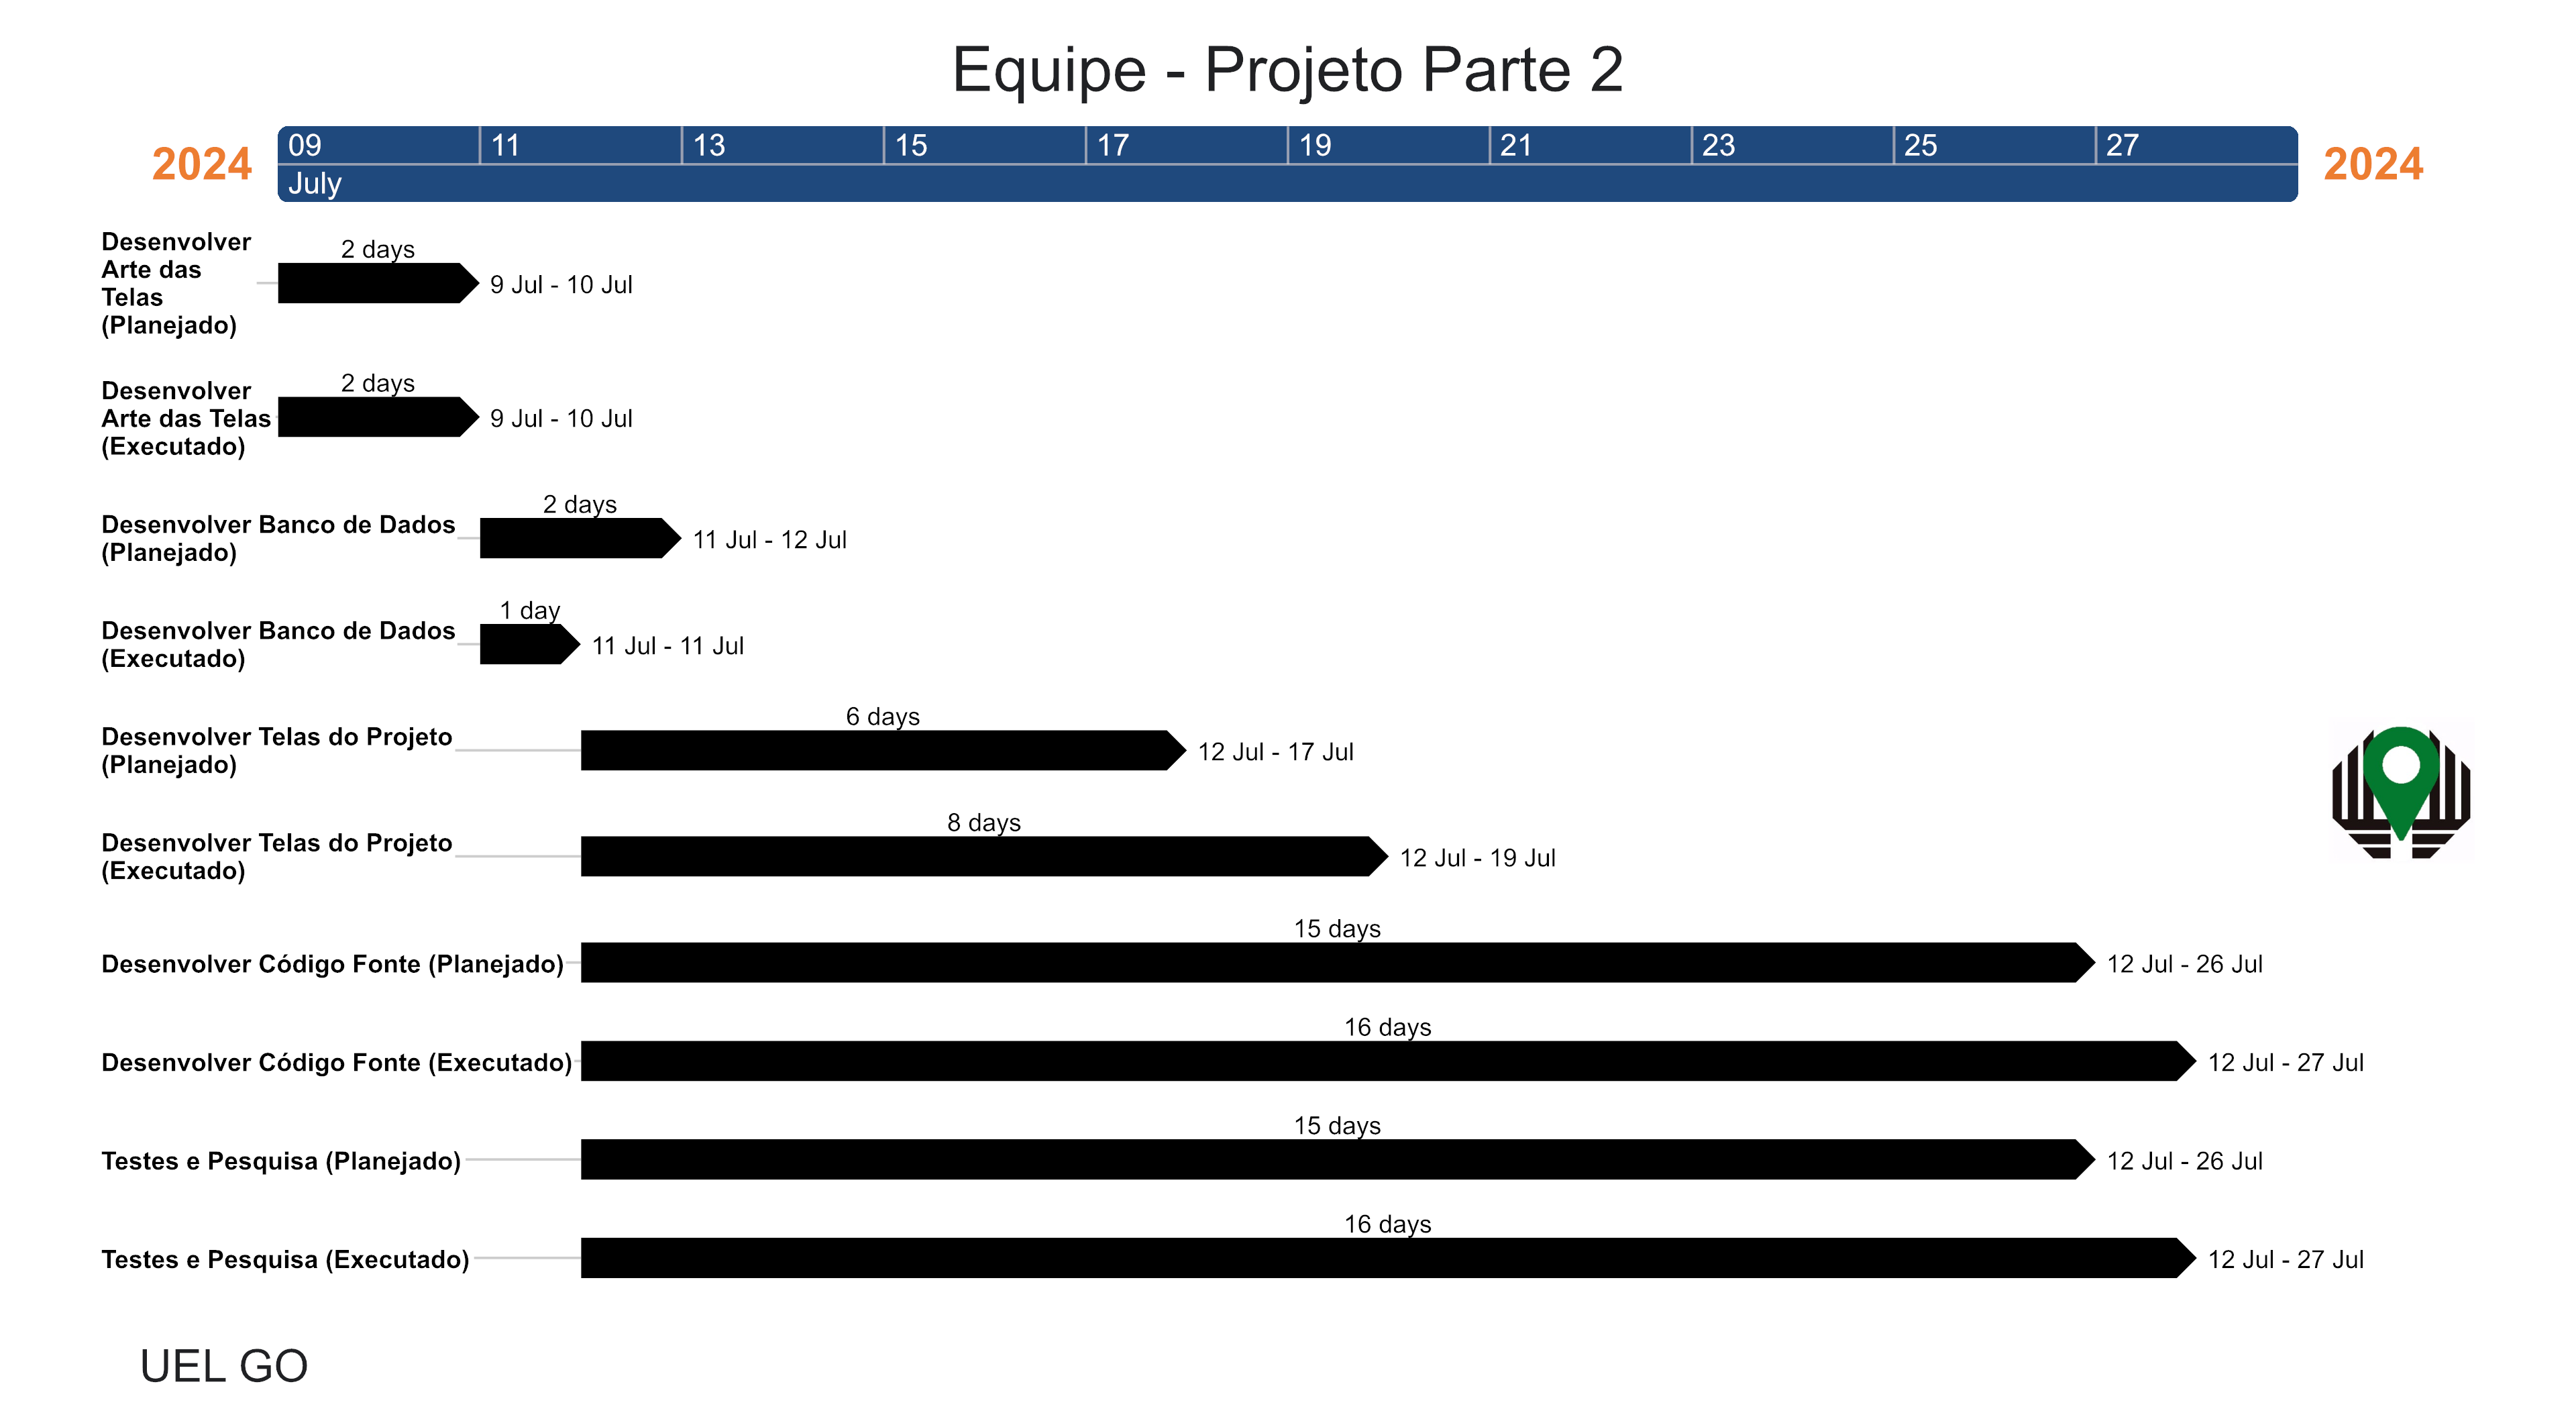 Equipe - Projeto Parte 2
2024
09 11 13 15 17 19 21 23 25 27
July
2024
Desenvolver
Arte das
Telas
(Planejado)
2 days
9 Jul - 10 Jul
Desenvolver
Arte das Telas
(Executado)
2 days
9 Jul - 10 Jul
Desenvolver Banco de Dados
(Planejado)
2 days
11 Jul - 12 Jul
Desenvolver Banco de Dados
(Executado)
1 day
11 Jul - 11 Jul
Desenvolver Telas do Projeto
(Planejado)
6 days
12 Jul - 17 Jul
Desenvolver Telas do Projeto
(Executado)
8 days
12 Jul - 19 Jul
Desenvolver Código Fonte (Planejado)
15 days
12 Jul - 26 Jul
Desenvolver Código Fonte (Executado)
16 days
12 Jul - 27 Jul
Testes e Pesquisa (Planejado)
15 days
12 Jul - 26 Jul
Testes e Pesquisa (Executado)
16 days
12 Jul - 27 Jul
UEL GO